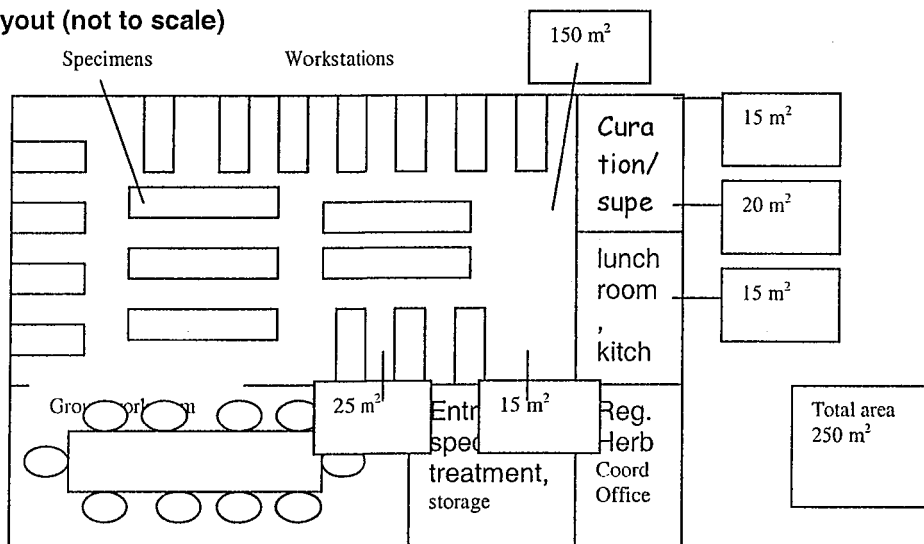 yout (not to scale)
Specimens
Workstations
150 m²
Cura
tion/
supe
15 m²
20 m²
lunch
room
,
kitch
15 m²
25 m²
15 m²
Entr
spec
treatment,
storage
Reg.
Herb
Coord
Office
Total area
250 m²